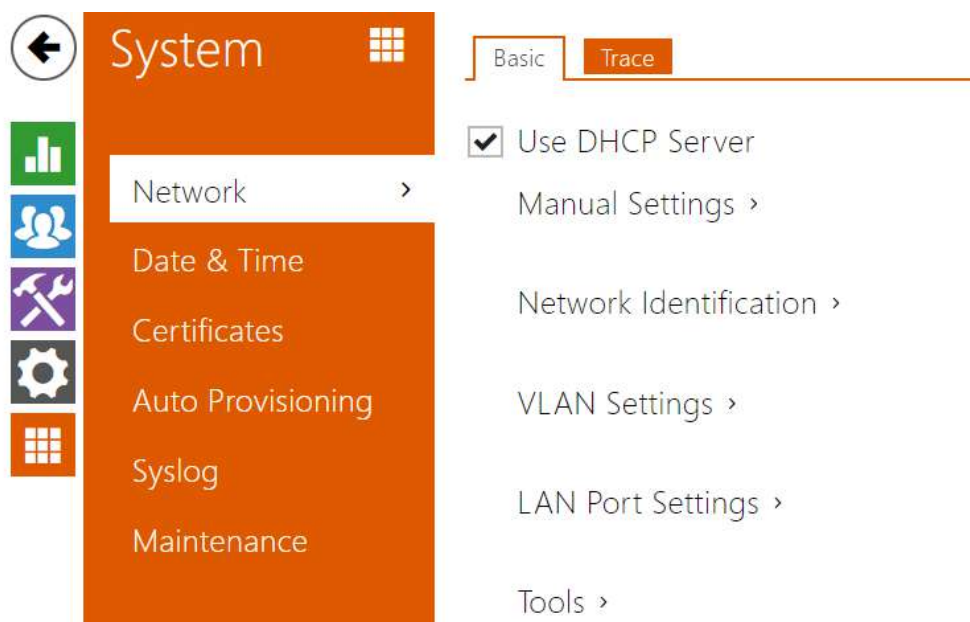 System
Network
Date & Time
Certificates
Auto Provisioning
Syslog
Maintenance
Basic
Trace
Use DHCP Server
Manual Settings
Network Identification
VLAN Settings
LAN Port Settings
Tools